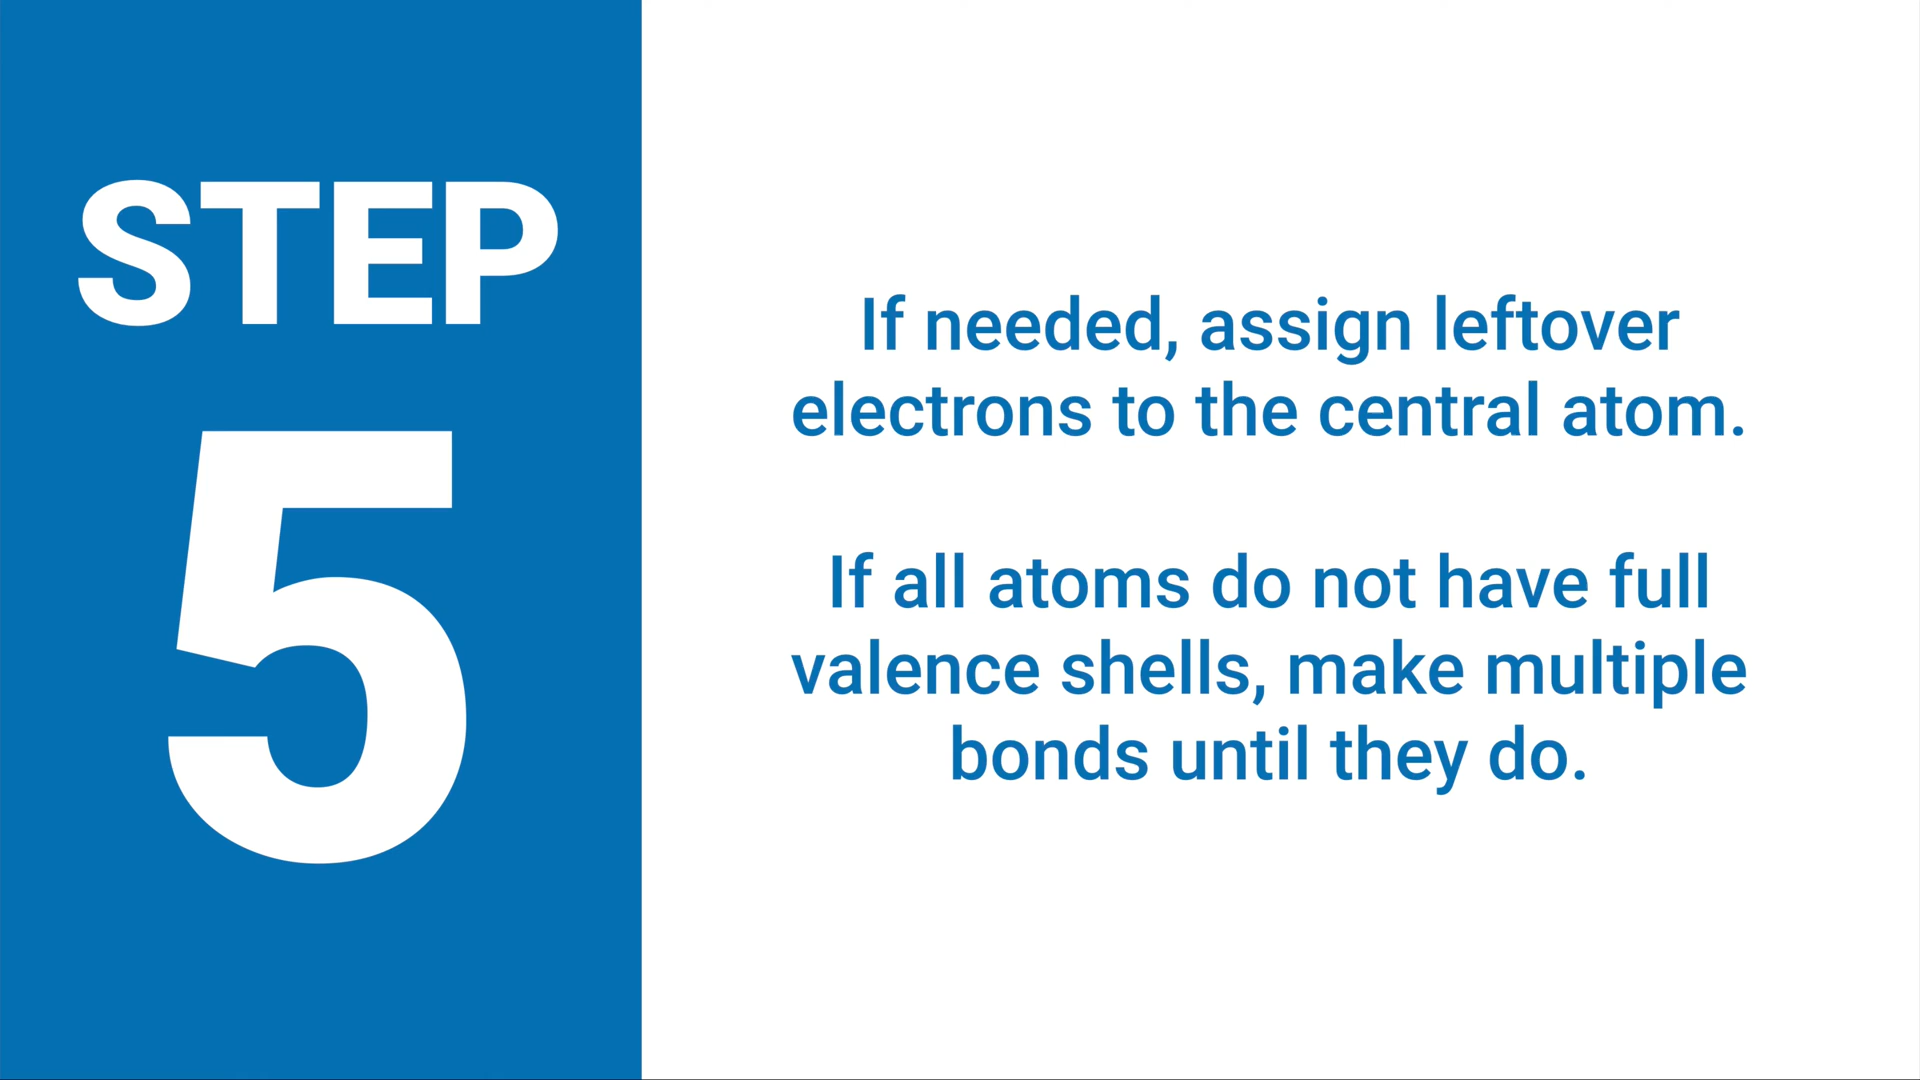 STEP
5
If needed, assign leftover
electrons to the central atom.
If all atoms do not have full
valence shells, make multiple
bonds until they do.